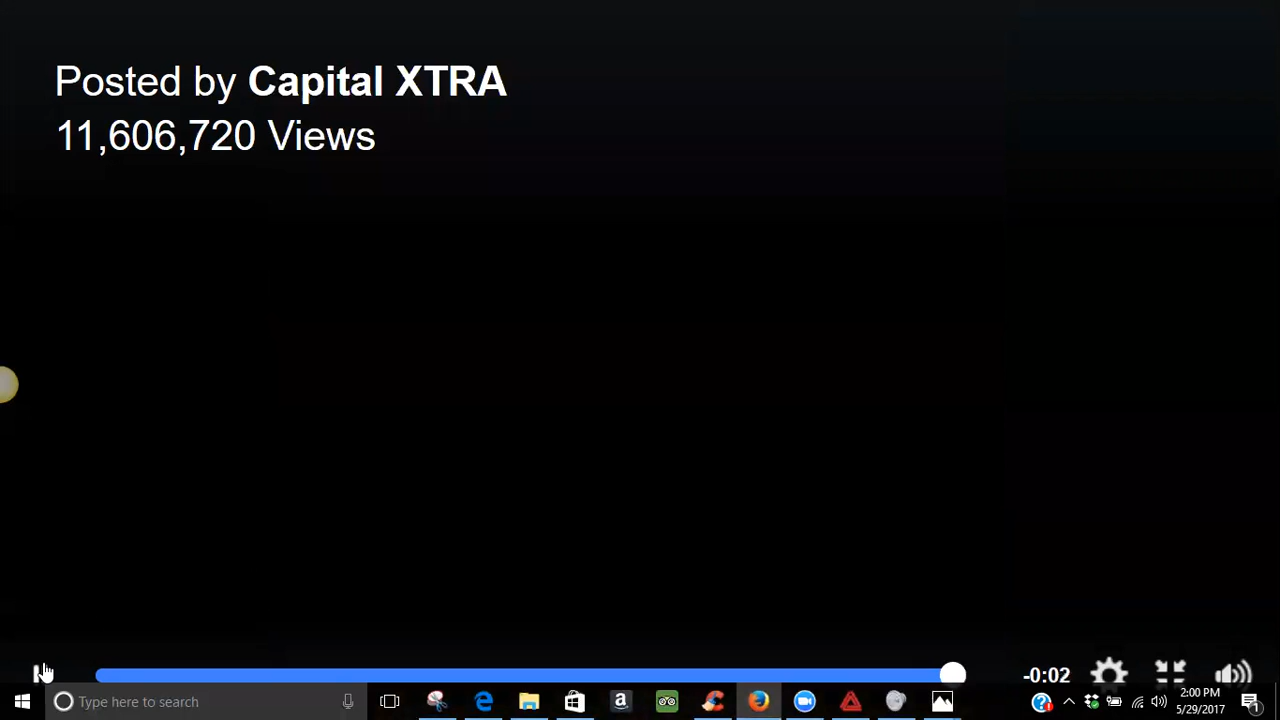 Posted by Capital XTRA
11,606,720 Views
-0:02
Type here to search
2:00 PM
5/29/2017